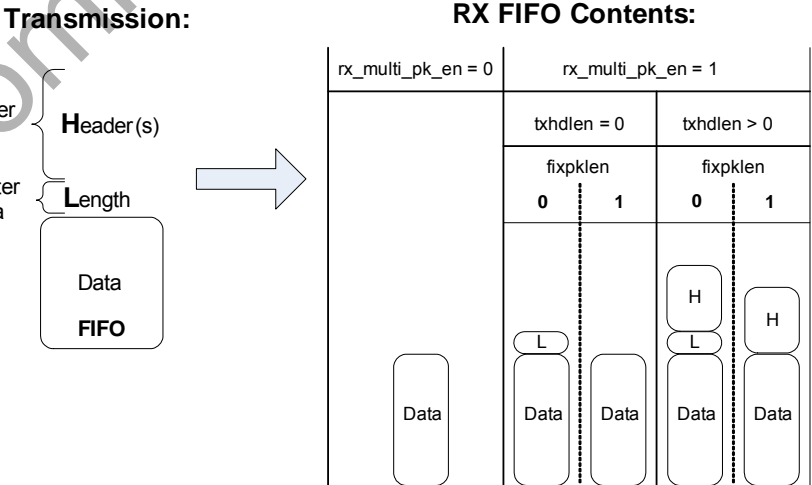 Transmission:
Header(s)
Length
Data
FIFO
RX FIFO Contents:
rx_multi_pk_en = 0
rx_multi_pk_en = 1
txhdlen = 0
txhdlen > 0
fixpklen
fixpklen
0
1
0
1
H
H
L
L
Data
Data
Data
Data
Data